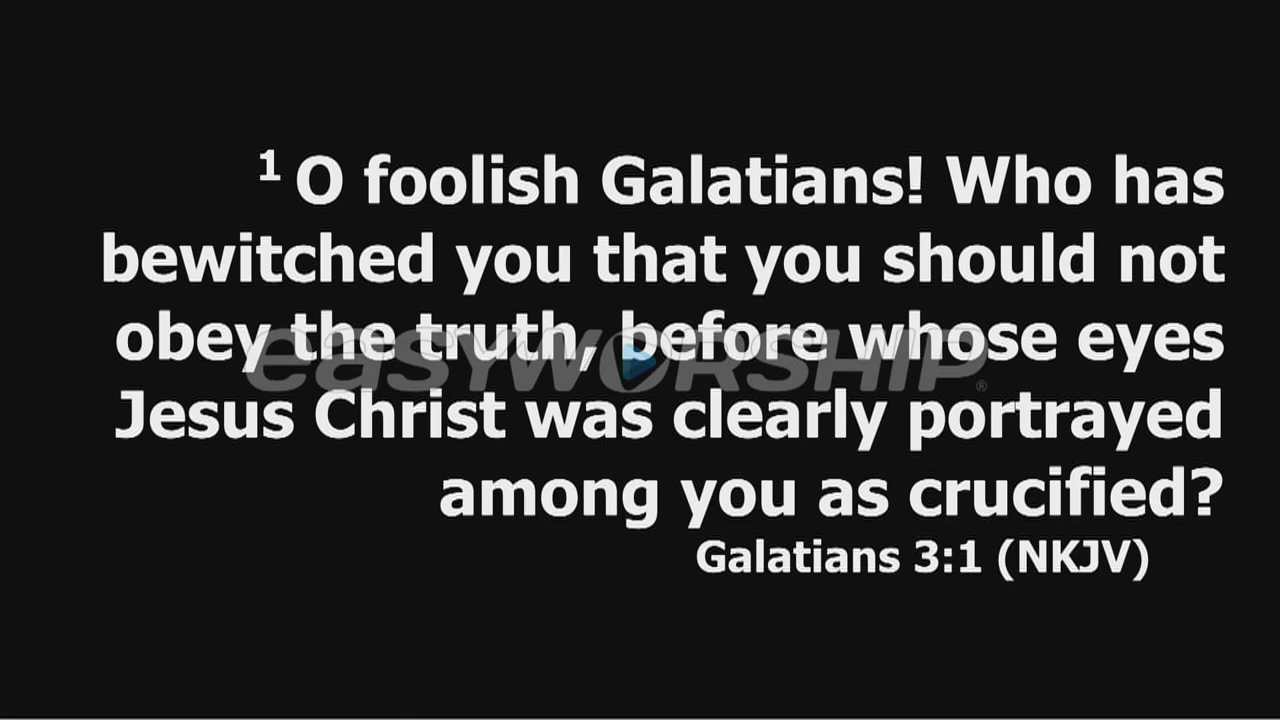 1 O foolish Galatians! Who has
bewitched you that you should not
obey the truth, before whose eyes
easyworship®
Jesus Christ was clearly portrayed
among you as crucified?
Galatians 3:1 (NKJV)